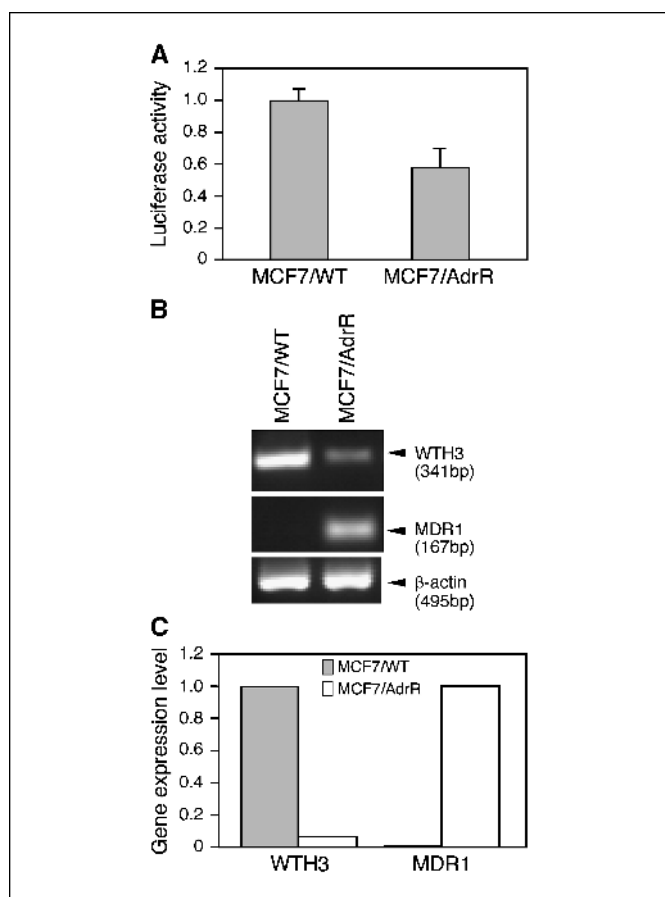 A
Luciferase activity
1.2
1.0
0.8
0.6
0.4
0.2
0
MCF7/WT MCF7/AdrR
B
MCF7/WT
MCF7/AdrR
WTH3
(341bp)
MDR1
(167bp)
β-actin
(495bp)
C
Gene expression level
1.2
1.0
0.8
0.6
0.4
0.2
0
MCF7/WT
MCF7/AdrR
WTH3 MDR1